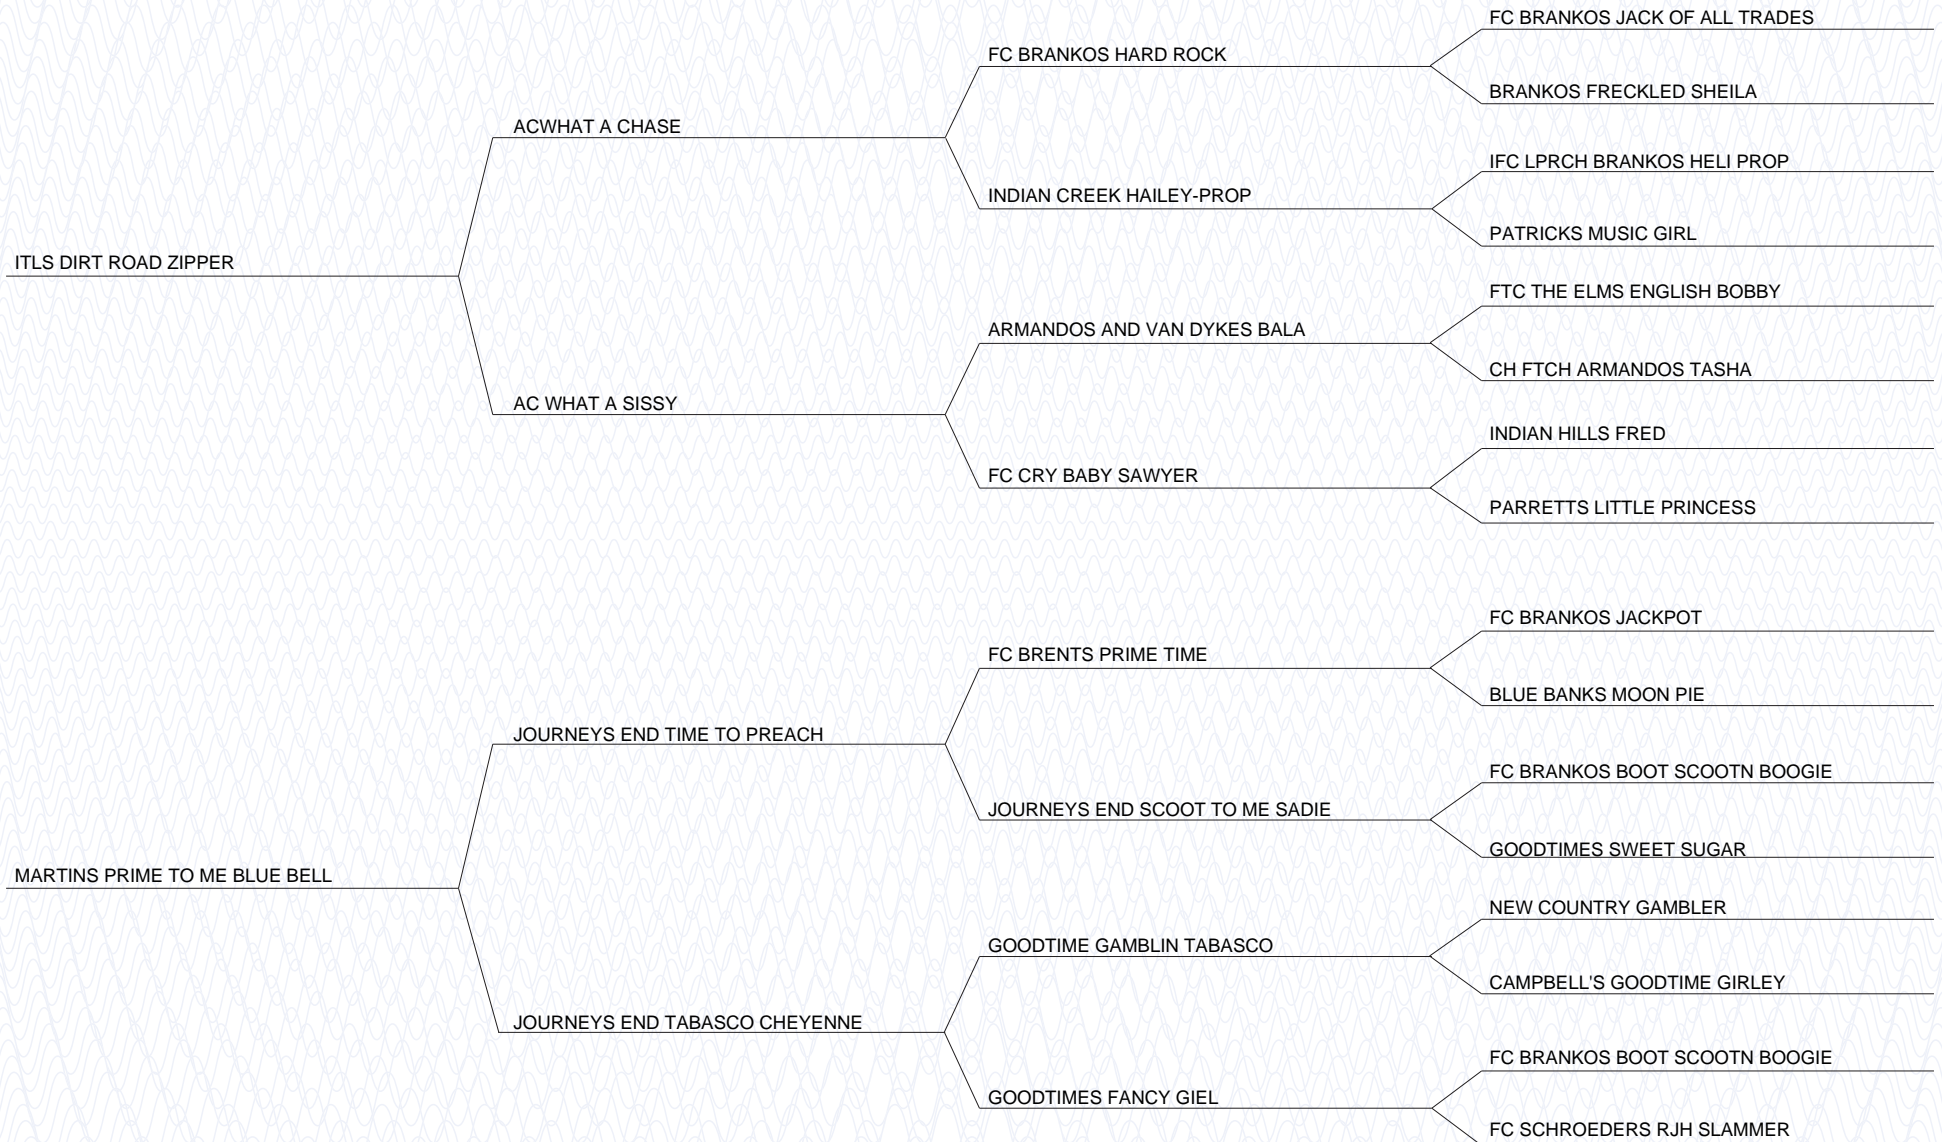 FC BRANKOS JACK OF ALL TRADES
FC BRANKOS HARD ROCK
BRANKOS FRECKLED SHEILA
ACWHAT A CHASE
IFC LPRCH BRANKOS HELI PROP
INDIAN CREEK HAILEY-PROP
PATRICKS MUSIC GIRL
ITLS DIRT ROAD ZIPPER
FTC THE ELMS ENGLISH BOBBY
ARMANDOS AND VAN DYKES BALA
CH FTCH ARMANDOS TASHA
AC WHAT A SISSY
INDIAN HILLS FRED
FC CRY BABY SAWYER
PARRETTS LITTLE PRINCESS
FC BRANKOS JACKPOT
FC BRENTS PRIME TIME
BLUE BANKS MOON PIE
JOURNEYS END TIME TO PREACH
FC BRANKOS BOOT SCOOTN BOOGIE
JOURNEYS END SCOOT TO ME SADIE
GOODTIMES SWEET SUGAR
MARTINS PRIME TO ME BLUE BELL
NEW COUNTRY GAMBLER
GOODTIME GAMBLIN TABASCO
CAMPBELL'S GOODTIME GIRLEY
JOURNEYS END TABASCO CHEYENNE
FC BRANKOS BOOT SCOOTN BOOGIE
GOODTIMES FANCY GIEL
FC SCHROEDERS RJH SLAMMER